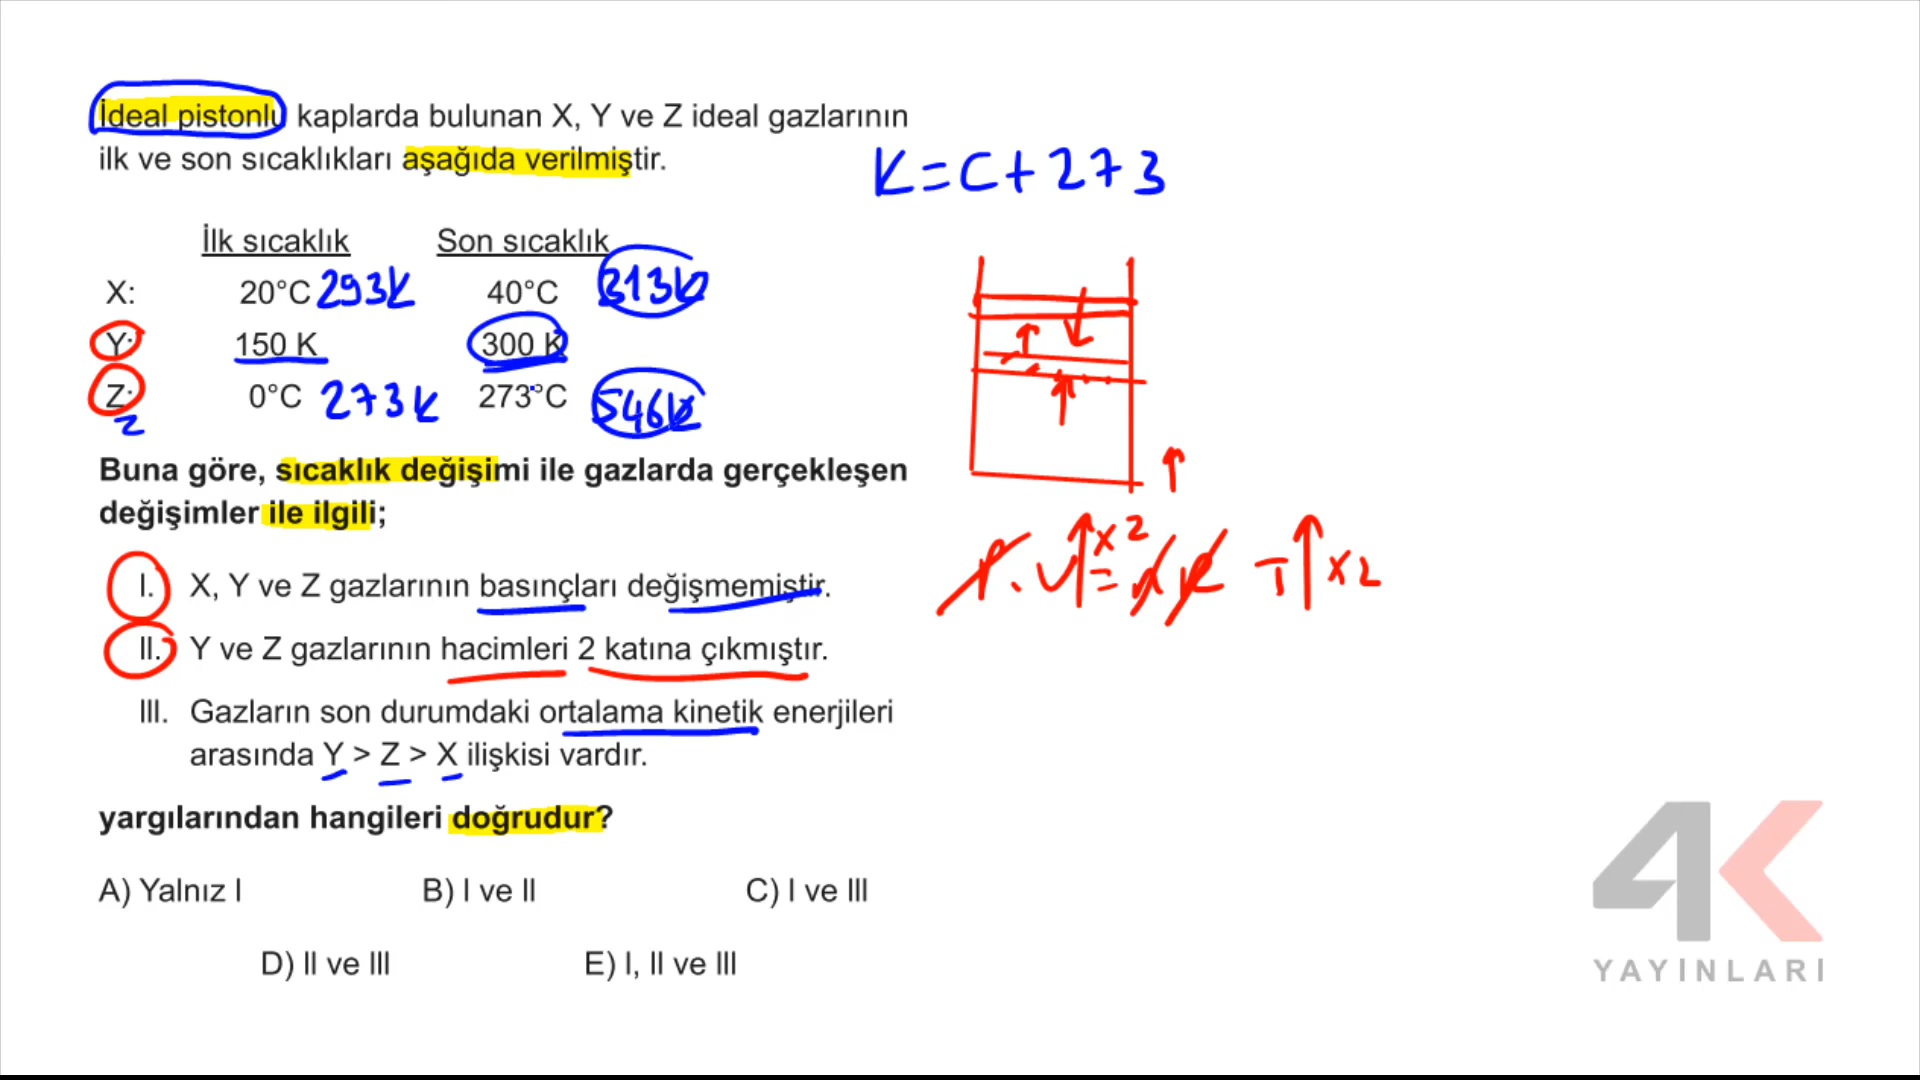 İdeal pistonlu kaplarda bulunan X, Y ve Z ideal gazlarının
ilk ve son sıcaklıkları aşağıda verilmiştir.
K=C+273
İlk sıcaklık Son sıcaklık
X: 20°C 293K 40°C 313K
Y: 150 K 300 K
Z: 0°C 273K 273°C 546K
Z
Buna göre, sıcaklık değişimi ile gazlarda gerçekleşen
değişimler ile ilgili;
P.V x2 = n R T x2
I. X, Y ve Z gazlarının basınçları değişmemiştir.
II. Y ve Z gazlarının hacimleri 2 katına çıkmıştır.
III. Gazların son durumdaki ortalama kinetik enerjileri
arasında Y > Z > X ilişkisi vardır.
yargılarından hangileri doğrudur?
A) Yalnız I B) I ve II C) I ve III
D) II ve III E) I, II ve III
4K
YAYINLARI